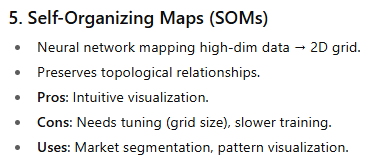 5. Self-Organizing Maps (SOMs)
• Neural network mapping high-dim data → 2D grid.
• Preserves topological relationships.
• Pros: Intuitive visualization.
• Cons: Needs tuning (grid size), slower training.
• Uses: Market segmentation, pattern visualization.